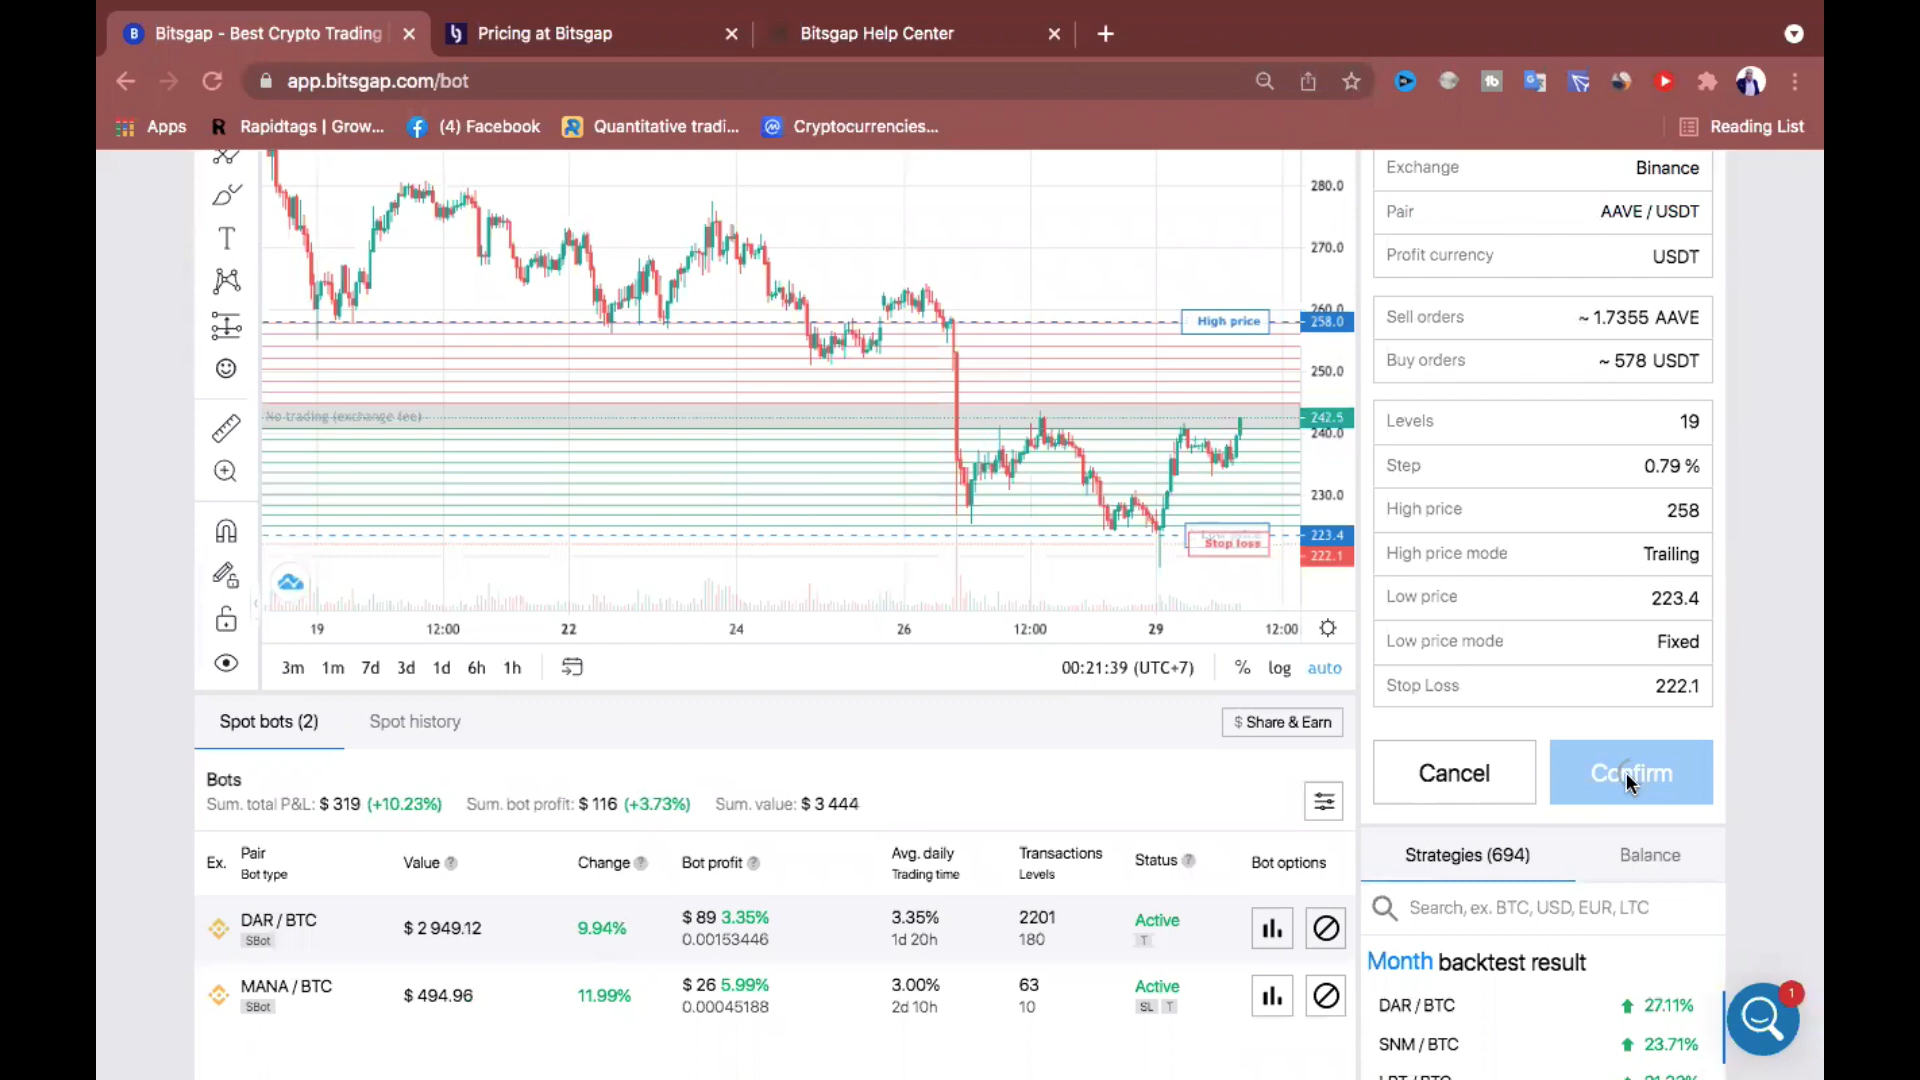 Bitsgap - Best Crypto Trading
Pricing at Bitsgap
Bitsgap Help Center
app.bitsgap.com/bot
Apps
Rapidtags | Grow...
(4) Facebook
Quantitative tradi...
Cryptocurrencies...
Reading List
280.0
270.0
260.0
High price
258.0
250.0
No trading (exchange fee)
242.5
240.0
230.0
223.4
Stop loss
222.1
19
12:00
22
24
26
12:00
29
12:00
3m
1m
7d
3d
1d
6h
1h
00:21:39 (UTC+7)
%
log
auto
Exchange
Binance
Pair
AAVE / USDT
Profit currency
USDT
Sell orders
~ 1.7355 AAVE
Buy orders
~ 578 USDT
Levels
19
Step
0.79 %
High price
258
High price mode
Trailing
Low price
223.4
Low price mode
Fixed
Stop Loss
222.1
Cancel
Confirm
Spot bots (2)
Spot history
$ Share & Earn
Bots
Sum. total P&L: $ 319 (+10.23%)
Sum. bot profit: $ 116 (+3.73%)
Sum. value: $ 3 444
Ex.
Pair
Bot type
Value
Change
Bot profit
Avg. daily
Trading time
Transactions
Levels
Status
Bot options
DAR / BTC
SBot
$ 2 949.12
9.94%
$ 89 3.35%
0.00153446
3.35%
1d 20h
2201
180
Active
T
MANA / BTC
SBot
$ 494.96
11.99%
$ 26 5.99%
0.00045188
3.00%
2d 10h
63
10
Active
SL T
Strategies (694)
Balance
Search, ex. BTC, USD, EUR, LTC
Month backtest result
DAR / BTC
27.11%
SNM / BTC
23.71%
1